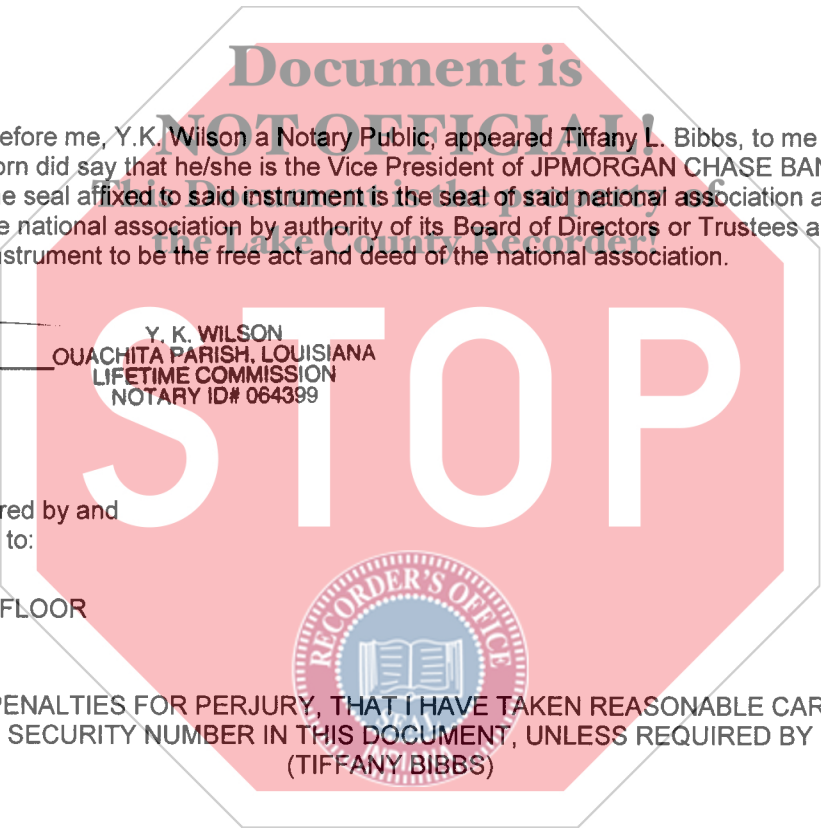 Document is
NOT OFFICIAL!
efore me, Y.K. Wilson a Notary Public, appeared Tiffany L. Bibbs, to me
orn did say that he/she is the Vice President of JPMORGAN CHASE BAN
This Document is the property of
e seal affixed to said instrument is the seal of said national association a
e national association by authority of its Board of Directors or Trustees a
the Lake County Recorder!
strument to be the free act and deed of the national association.
Y. K. WILSON
OUACHITA PARISH, LOUISIANA
LIFETIME COMMISSION
NOTARY ID# 064399
STOP
red by and
to:
FLOOR
RECORDER'S OFFICE
SEAL
INDIANA
PENALTIES FOR PERJURY, THAT I HAVE TAKEN REASONABLE CAR
SECURITY NUMBER IN THIS DOCUMENT, UNLESS REQUIRED BY
(TIFFANY BIBBS)